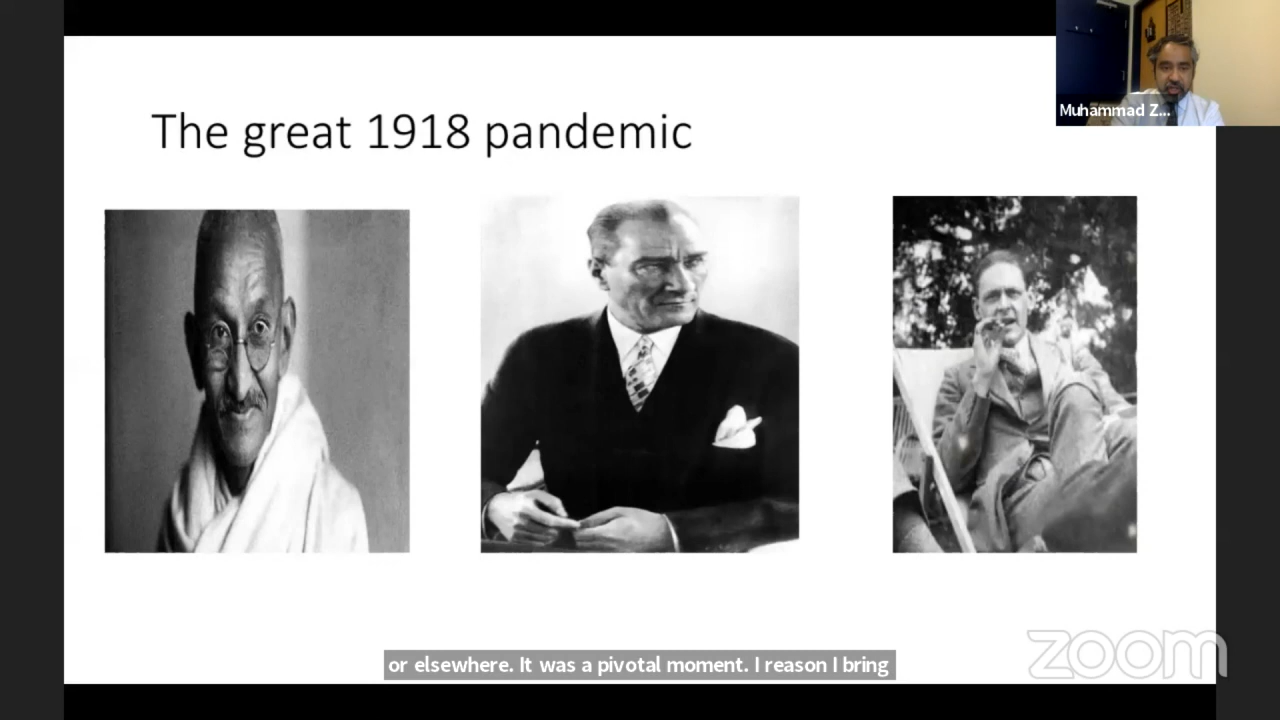 The great 1918 pandemic
Muhammad Z...
or elsewhere. It was a pivotal moment. I reason I bring
zoom